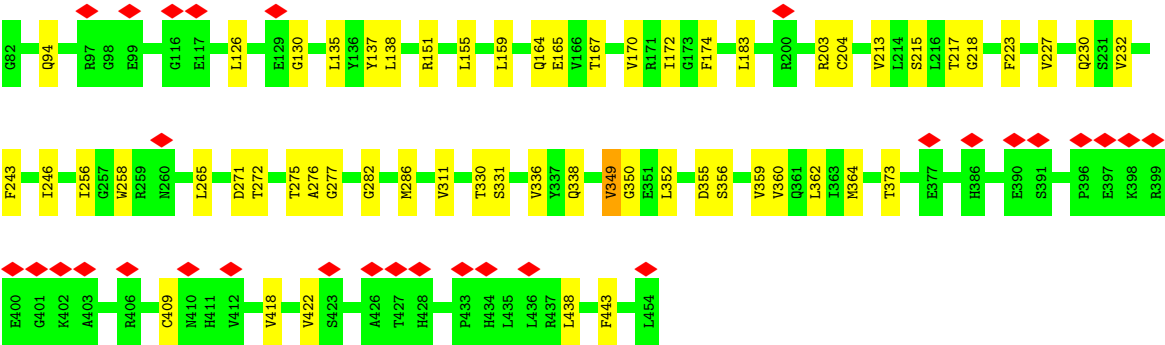 G82 Q94 R97 G98 E99 G116 E117 L126 E129 G130 L135 Y136 Y137 L138 R151 L155 L159 Q164 E165 V166 T167 V170 R171 I172 G173 F174 L183 R200 R203 C204 V213 L214 S215 L216 T217 G218 F223 V227 Q230 S231 V232
F243 I246 I256 G257 W258 R259 N260 L265 D271 T272 T275 A276 G277 G282 M286 V311 T330 S331 V336 Y337 Q338 V349 G350 E351 L352 D355 S356 V359 V360 Q361 L362 I363 M364 T373 E377 H386 E390 S391 P396 E397 K398 R399
E400 G401 K402 A403 R406 C409 N410 H411 V412 V418 V422 S423 A426 T427 H428 P433 H434 L435 L436 R437 L438 F443 L454